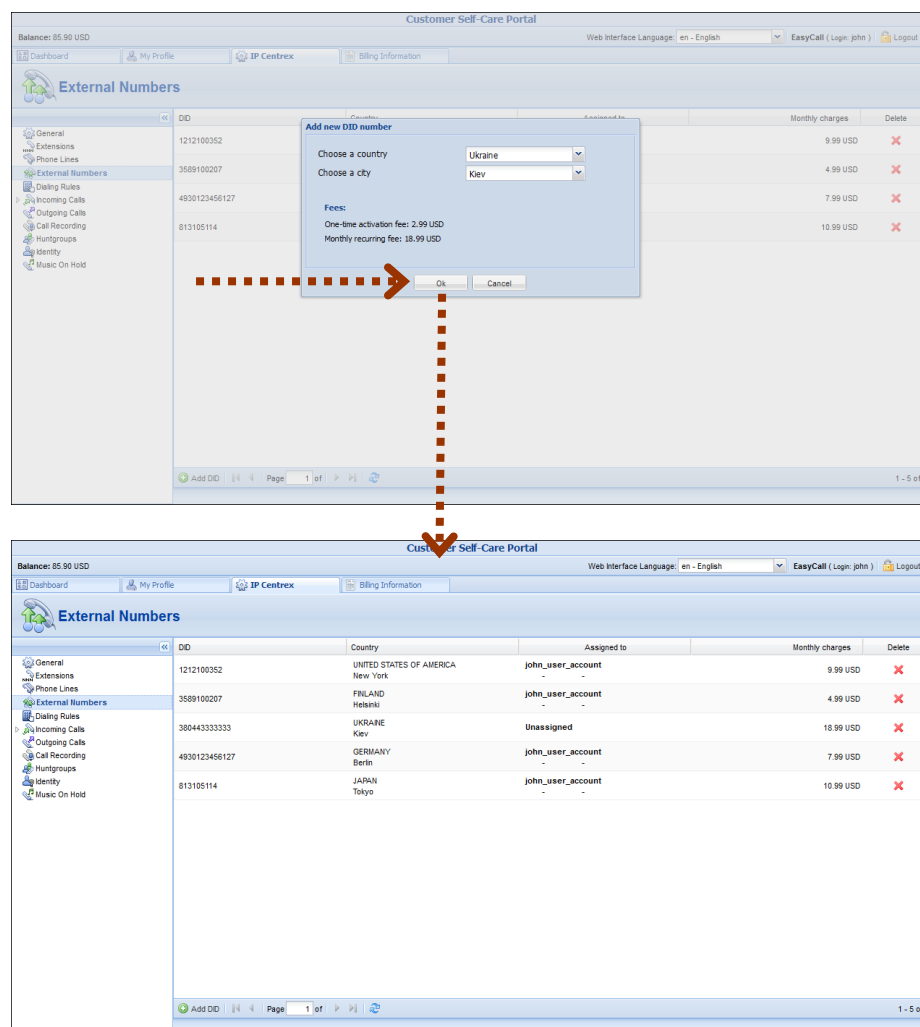 Customer Self-Care Portal
Balance: 85.90 USD Web Interface Language: en - English EasyCall ( Login: john ) Logout
Dashboard My Profile IP Centrex Billing Information
External Numbers
DID Country Assigned to Monthly charges Delete
General
Extensions
Phone Lines
External Numbers
Dialing Rules
Incoming Calls
Outgoing Calls
Call Recording
Huntgroups
Identity
Music On Hold
1212100352 9.99 USD
3589100207 4.99 USD
4930123456127 7.99 USD
813105114 10.99 USD
Add new DID number
Choose a country Ukraine
Choose a city Kiev
Fees:
One-time activation fee: 2.99 USD
Monthly recurring fee: 18.99 USD
Ok Cancel
Add DID Page 1 of 1 - 5 of
Customer Self-Care Portal
Balance: 85.90 USD Web Interface Language: en - English EasyCall ( Login: john ) Logout
Dashboard My Profile IP Centrex Billing Information
External Numbers
DID Country Assigned to Monthly charges Delete
General
Extensions
Phone Lines
External Numbers
Dialing Rules
Incoming Calls
Outgoing Calls
Call Recording
Huntgroups
Identity
Music On Hold
1212100352 UNITED STATES OF AMERICA john_user_account 9.99 USD
New York - -
3589100207 FINLAND john_user_account 4.99 USD
Helsinki - -
380443333333 UKRAINE Unassigned 18.99 USD
Kiev
4930123456127 GERMANY john_user_account 7.99 USD
Berlin - -
813105114 JAPAN john_user_account 10.99 USD
Tokyo - -
Add DID Page 1 of 1 - 5